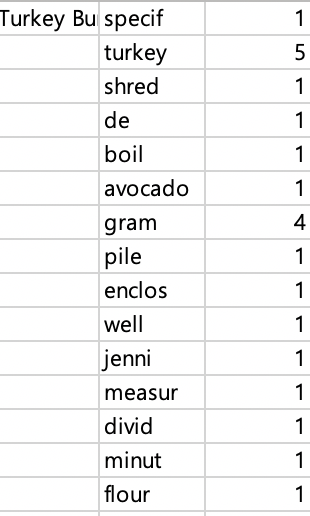 Turkey Bu specif 1
turkey 5
shred 1
de 1
boil 1
avocado 1
gram 4
pile 1
enclos 1
well 1
jenni 1
measur 1
divid 1
minut 1
flour 1